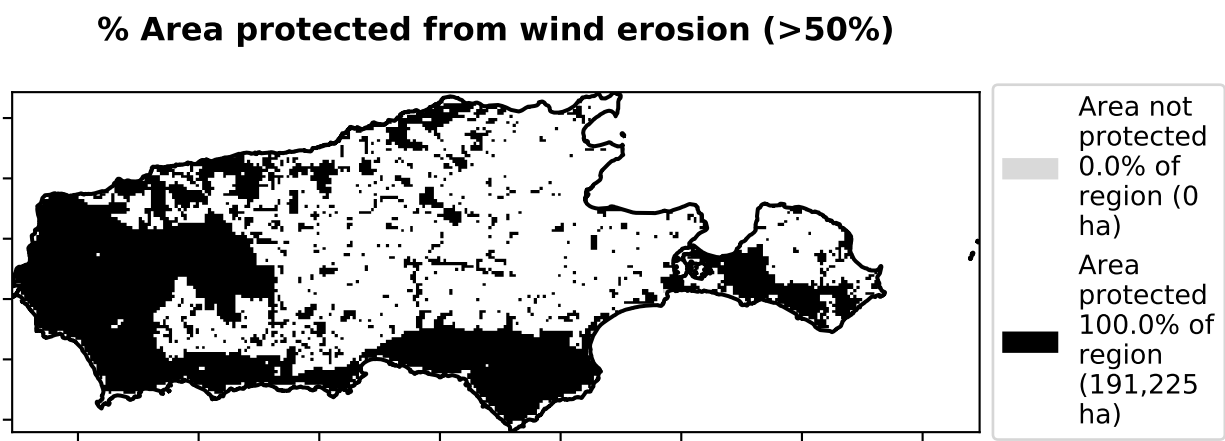 % Area protected from wind erosion (>50%)
Area not
protected
0.0% of
region (0
ha)
Area
protected
100.0% of
region
(191,225
ha)